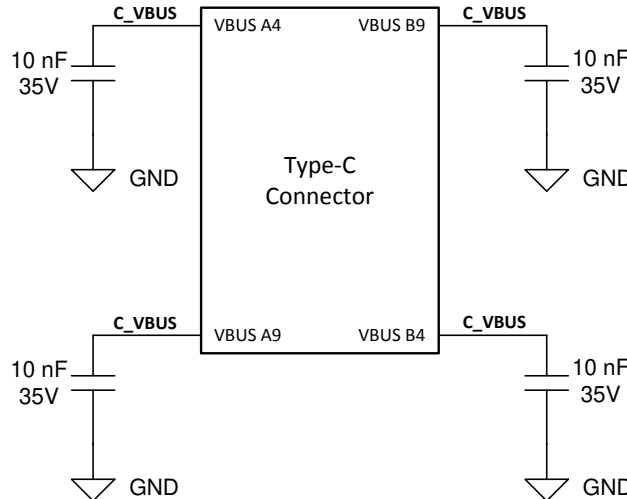 C_VBUS
VBUS A4
VBUS B9
C_VBUS
10 nF
35V
10 nF
35V
GND
Type-C
Connector
GND
C_VBUS
VBUS A9
VBUS B4
C_VBUS
10 nF
35V
10 nF
35V
GND
GND